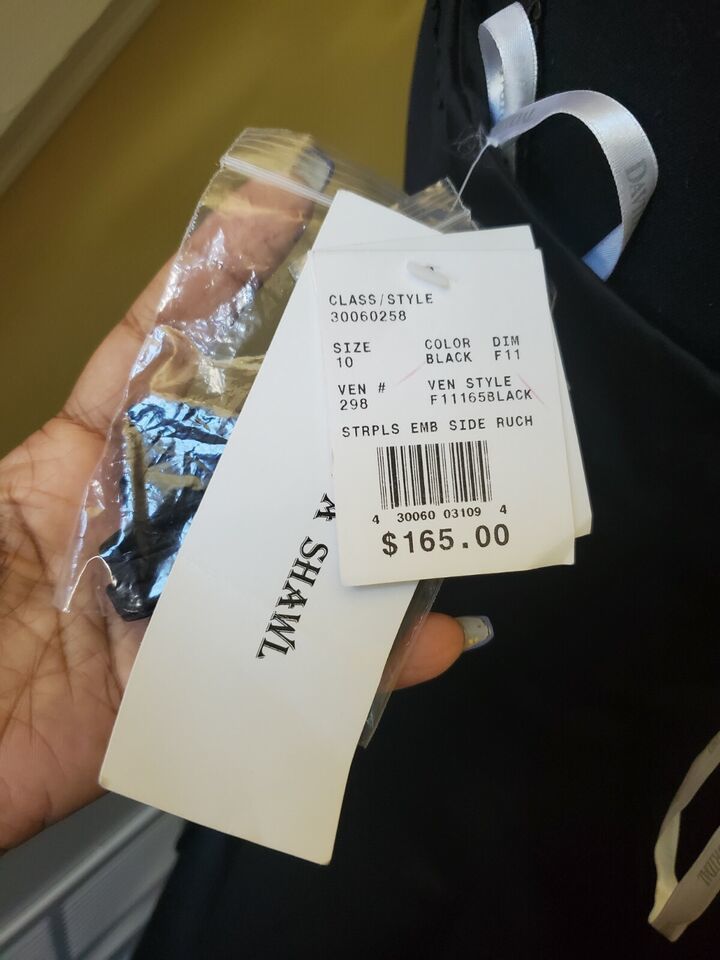 CLASS/STYLE
30060258
SIZE COLOR DIM
10 BLACK F11
VEN # VEN STYLE
298 F11165BLACK
STRPLS EMB SIDE RUCH
4 30060 03109 4
$165.00
M SHAWL